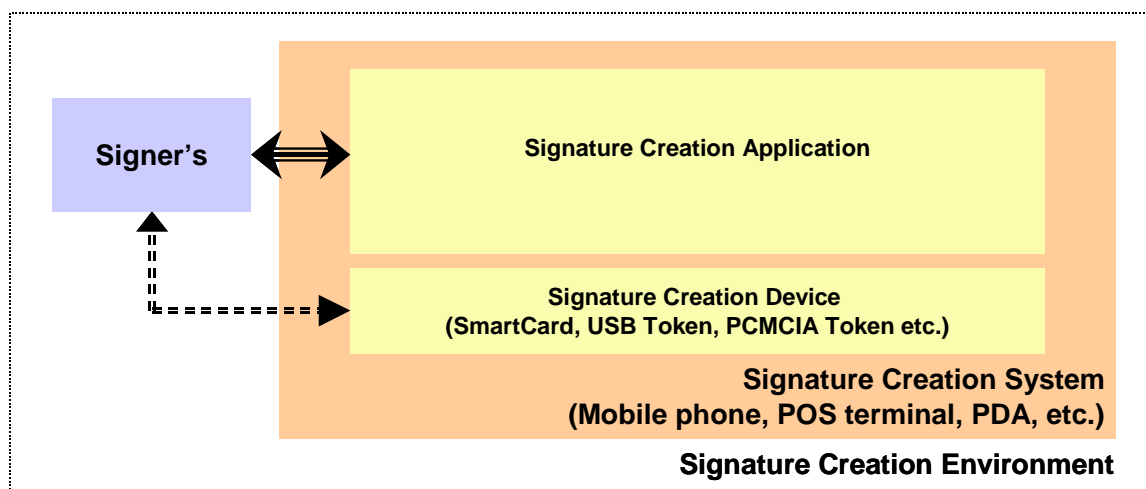 Signer's
Signature Creation Application
Signature Creation Device
(SmartCard, USB Token, PCMCIA Token etc.)
Signature Creation System
(Mobile phone, POS terminal, PDA, etc.)
Signature Creation Environment